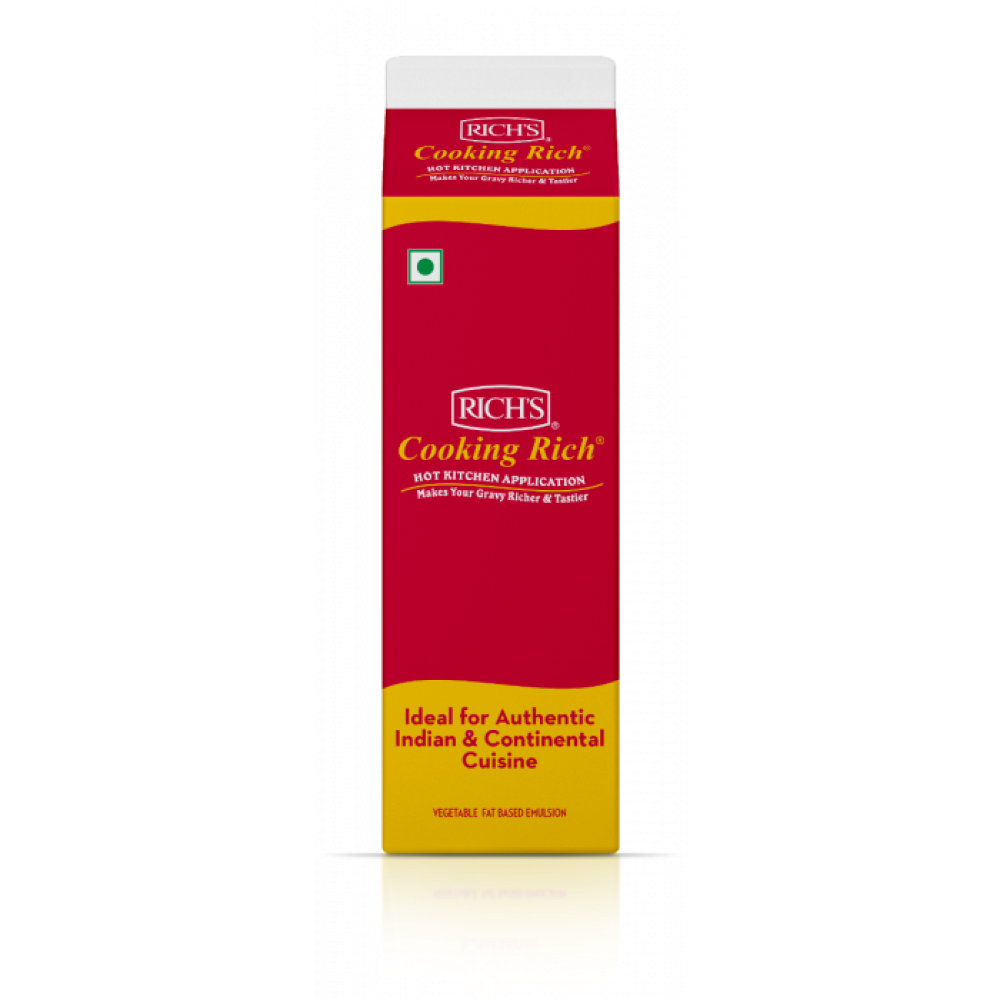 RICH'S®
Cooking Rich®
HOT KITCHEN APPLICATION
Makes Your Gravy Richer & Tastier
RICH'S®
Cooking Rich®
HOT KITCHEN APPLICATION
Makes Your Gravy Richer & Tastier
Ideal for Authentic
Indian & Continental
Cuisine
VEGETABLE FAT BASED EMULSION